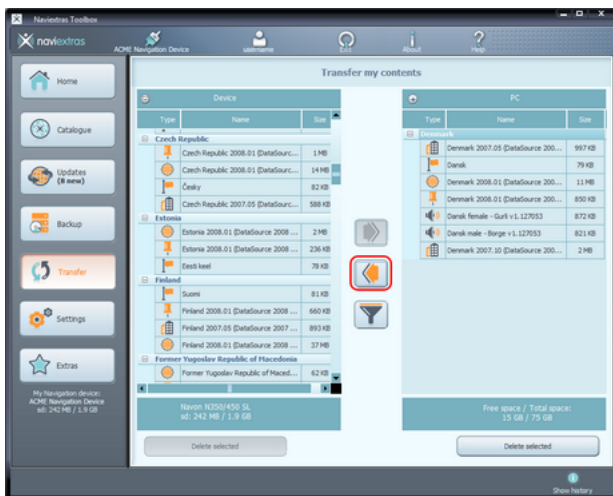 Naviextras Toolbox
naviextras
ACME Navigation Device
username
Exit
About
Help
Home
Catalogue
Updates
(8 new)
Backup
Transfer
Settings
Extras
My Navigation device:
ACME Navigation Device
sd: 242 MB / 1.9 GB
Transfer my contents
Device
Type Name Size
Czech Republic
Czech Republic 2008.01 (DataSourc... 1 MB
Czech Republic 2008.01 (DataSourc... 14 MB
Česky 82 KB
Czech Republic 2007.05 (DataSourc... 588 KB
Estonia
Estonia 2008.01 (DataSource 2008 ... 2 MB
Estonia 2008.01 (DataSource 2008 ... 236 KB
Eesti keel 78 KB
Finland
Suomi 81 KB
Finland 2008.01 (DataSource 2008 ... 660 KB
Finland 2007.05 (DataSource 2007 ... 893 KB
Finland 2008.01 (DataSource 2008 ... 37 MB
Former Yugoslav Republic of Macedonia
Former Yugoslav Republic of Maced... 62 KB
Navon N350/450 SL
sd: 242 MB / 1.9 GB
Delete selected
PC
Type Name Size
Denmark
Denmark 2007.05 (DataSource 200... 997 KB
Dansk 79 KB
Denmark 2008.01 (DataSource 200... 11 MB
Denmark 2008.01 (DataSource 200... 850 KB
Dansk female - Gurli v1.127053 872 KB
Dansk male - Borge v1.127053 821 KB
Denmark 2007.10 (DataSource 200... 2 MB
Free space / Total space:
15 GB / 75 GB
Delete selected
Show history